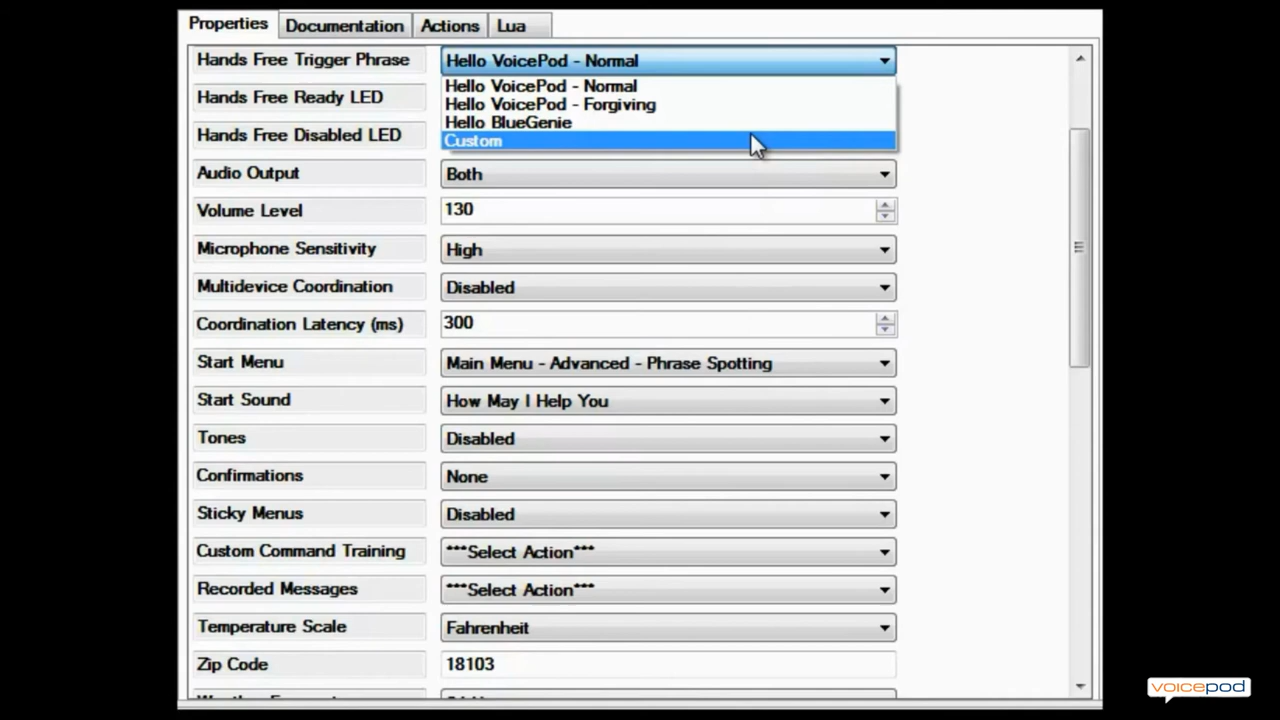 Properties Documentation Actions Lua
Hands Free Trigger Phrase Hello VoicePod - Normal
Hello VoicePod - Normal
Hands Free Ready LED Hello VoicePod - Forgiving
Hello BlueGenie
Hands Free Disabled LED Custom
Audio Output Both
Volume Level 130
Microphone Sensitivity High
Multidevice Coordination Disabled
Coordination Latency (ms) 300
Start Menu Main Menu - Advanced - Phrase Spotting
Start Sound How May I Help You
Tones Disabled
Confirmations None
Sticky Menus Disabled
Custom Command Training ***Select Action***
Recorded Messages ***Select Action***
Temperature Scale Fahrenheit
Zip Code 18103
voicepod